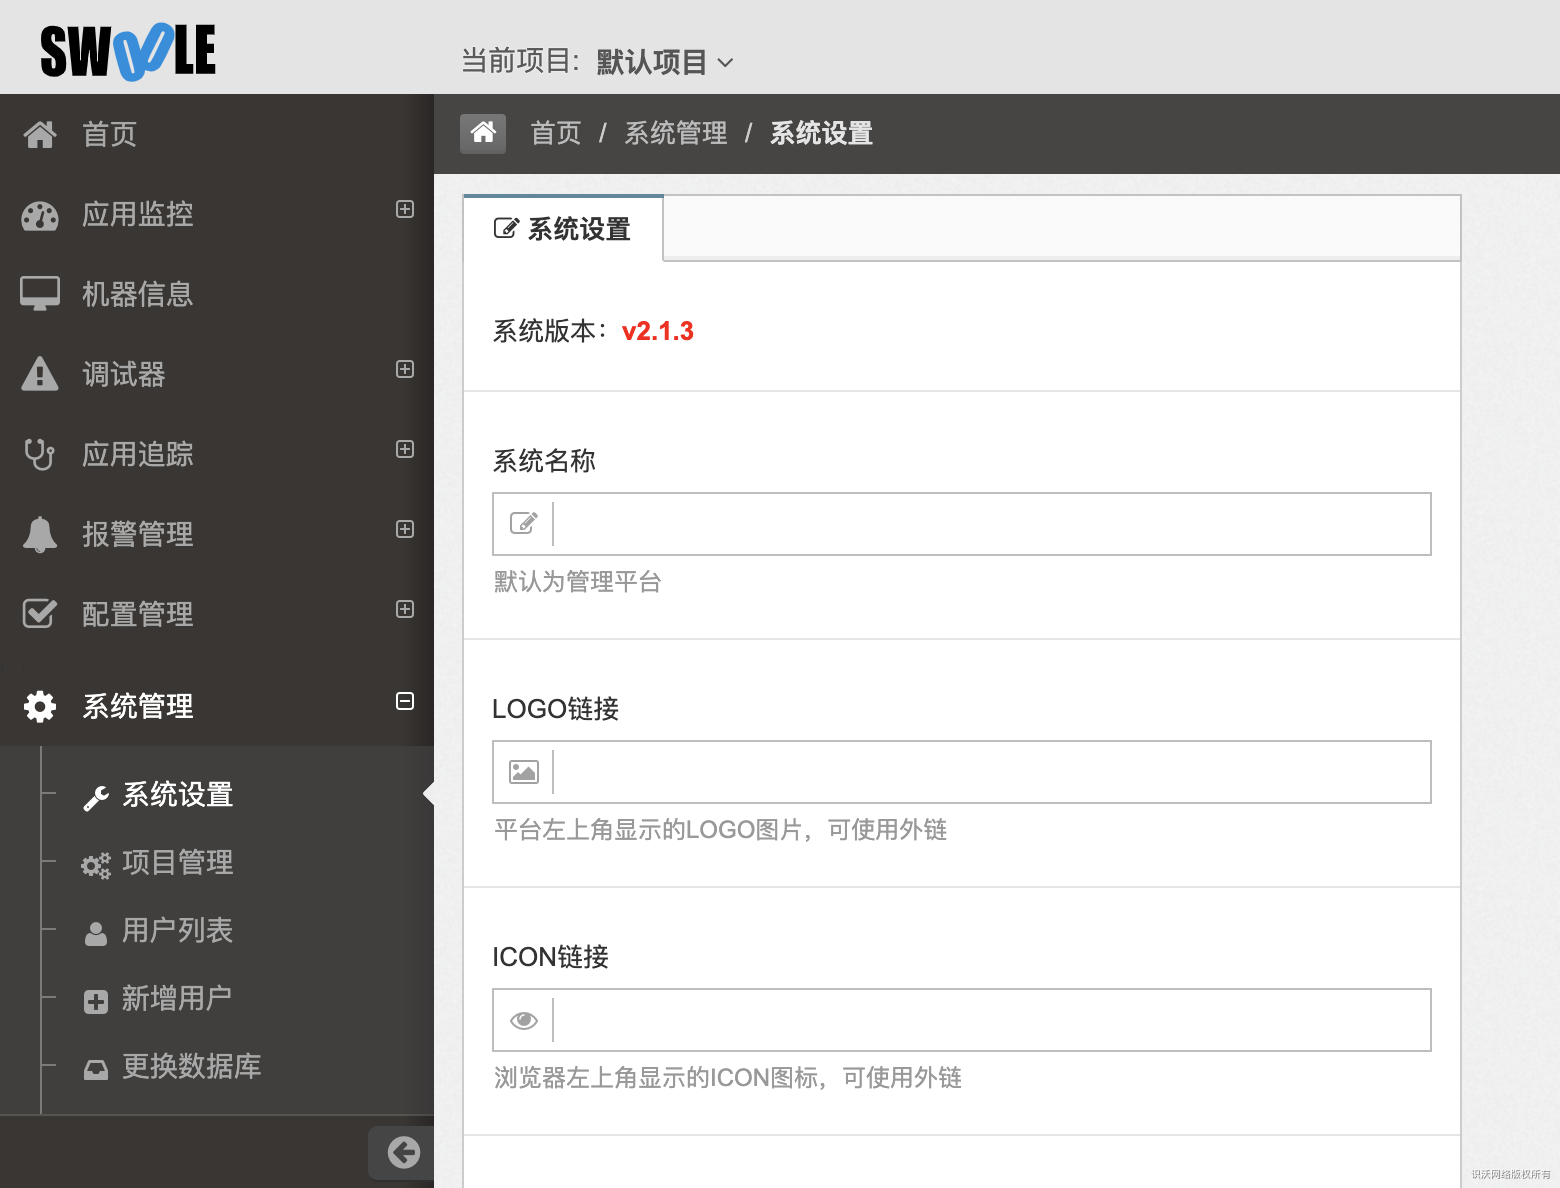 SWOOLE
当前项目: 默认项目
首页
应用监控
机器信息
调试器
应用追踪
报警管理
配置管理
系统管理
系统设置
项目管理
用户列表
新增用户
更换数据库
首页 / 系统管理 / 系统设置
系统设置
系统版本: v2.1.3
系统名称
默认为管理平台
LOGO链接
平台左上角显示的LOGO图片，可使用外链
ICON链接
浏览器左上角显示的ICON图标，可使用外链
识沃网络版权所有